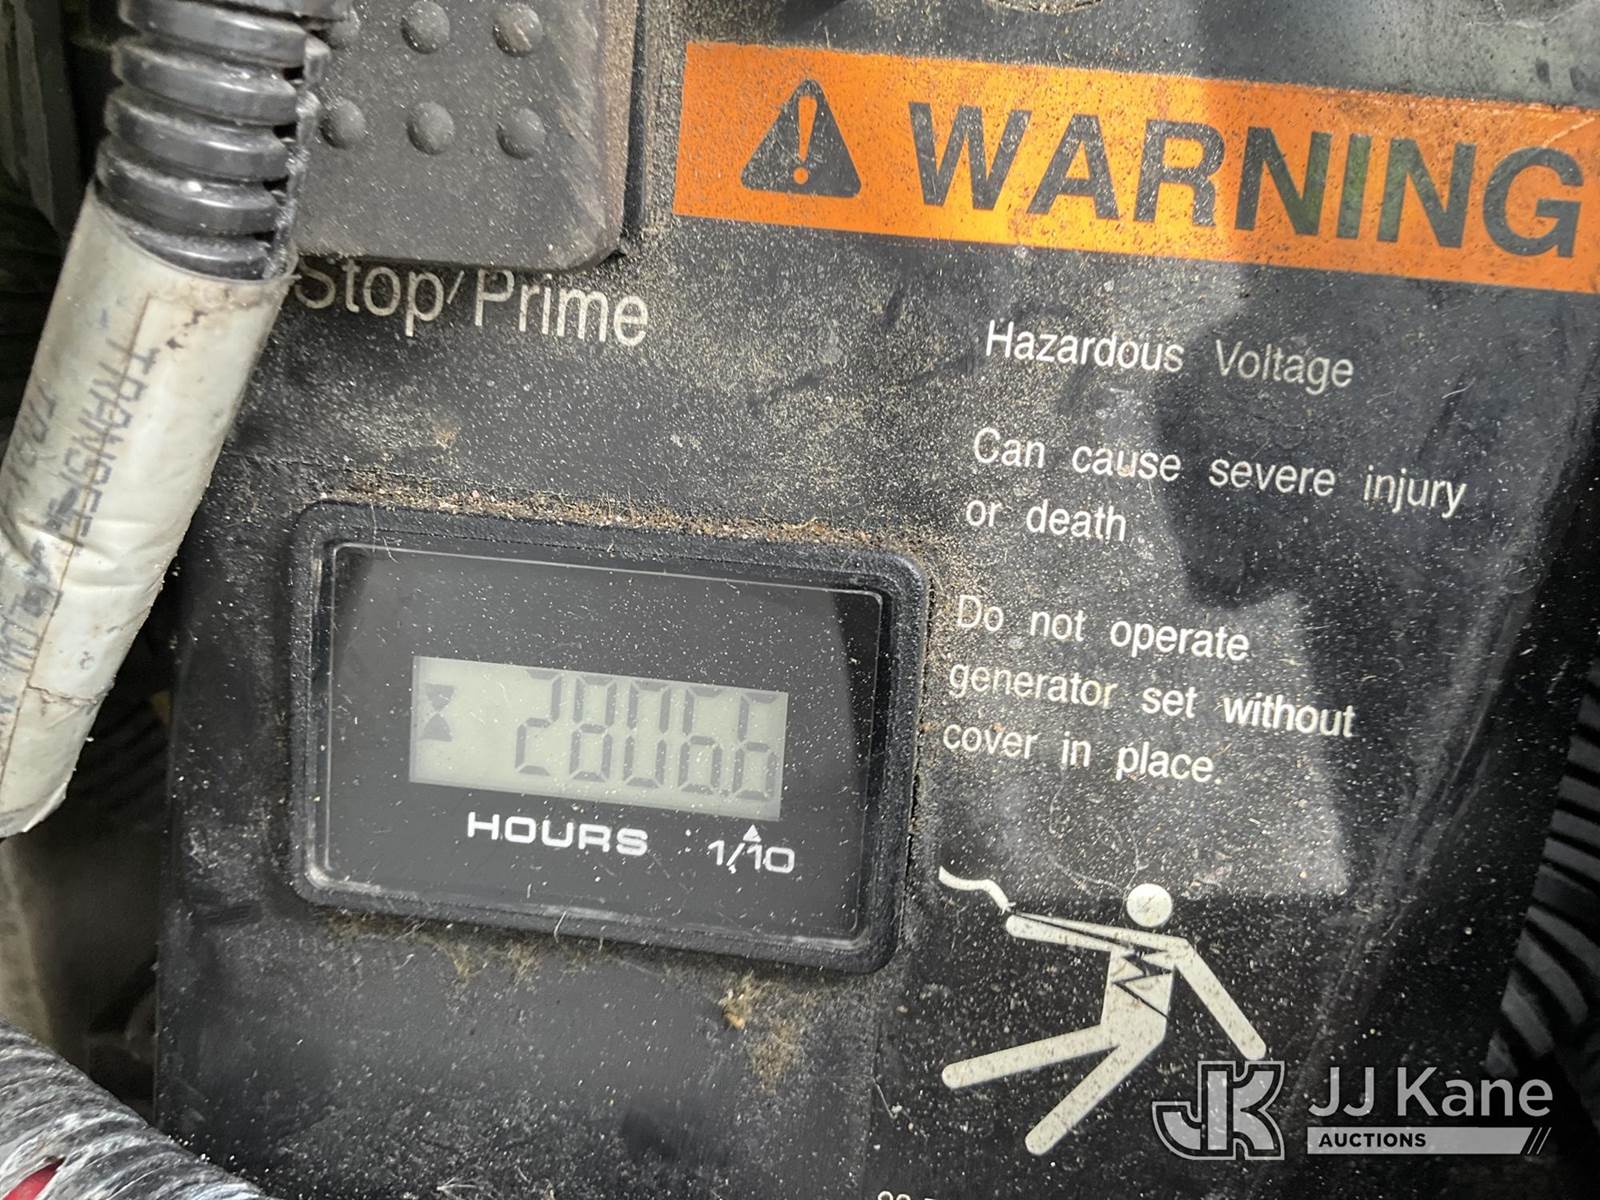 WARNING
Stop/Prime
Hazardous Voltage
Can cause severe injury
or death.
Do not operate
generator set without
cover in place.
2806.6
HOURS 1/10
JK JJ Kane
AUCTIONS